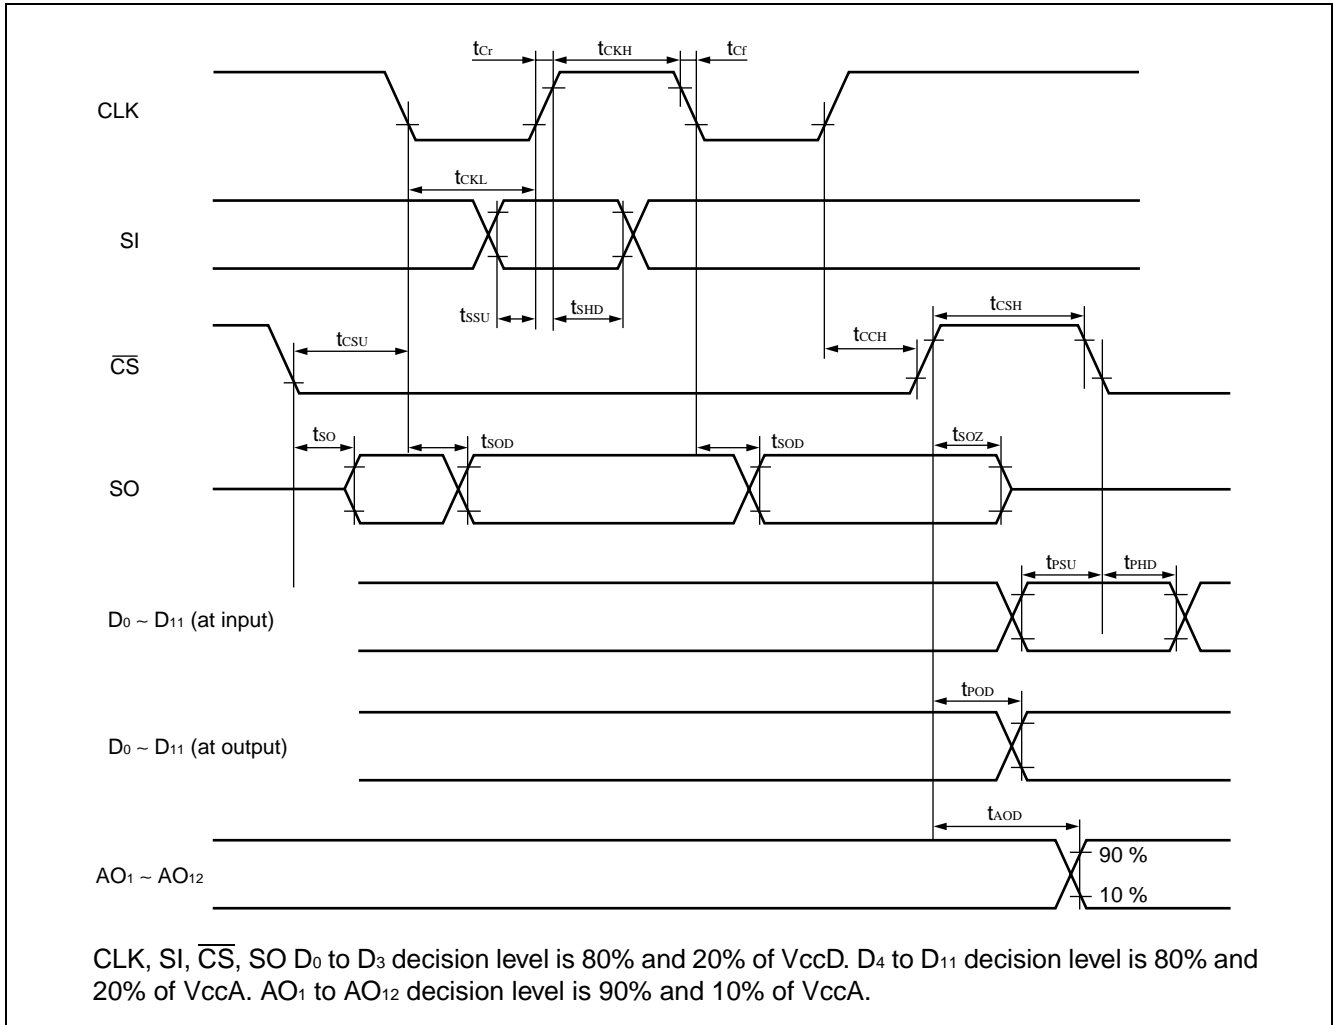 tCr tCKH tCf
CLK
tCKL
SI
tSSU tSHD tCSH
tCSU tCCH
C̅S̅
tSO tSOD tSOD tSOZ
SO
tPSU tPHD
D0 ~ D11 (at input)
tPOD
D0 ~ D11 (at output)
tAOD
90 %
AO1 ~ AO12
10 %
CLK, SI, C̅S̅, SO D0 to D3 decision level is 80% and 20% of VccD. D4 to D11 decision level is 80% and
20% of VccA. AO1 to AO12 decision level is 90% and 10% of VccA.